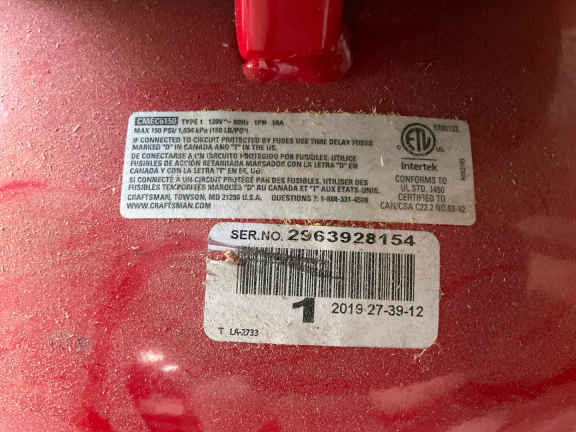 CMEC6150 TYPE 1 120V~ 60Hz 1PH 10A
MAX 150 PSI/ 1,034 kPa (150 LB/PO²)
IF CONNECTED TO CIRCUIT PROTECTED BY FUSES USE TIME DELAY FUSES
MARKED "D" IN CANADA AND "T" IN THE US.
DE CONECTARSE A UN CIRCUITO PROTEGIDO POR FUSIBLES, UTILICE
FUSIBLES DE ACCIÓN RETARDADA MARCADOS CON LA LETRA "D" EN
CANADÁ Y CON LA LETRA "T" EN EE. UU.
SI CONNECTÉ À UN CIRCUIT PROTÉGÉ PAR DES FUSIBLES, UTILISER DES
FUSIBLES TEMPORISÉS MARQUÉS "D" AU CANADA ET "T" AUX ÉTATS-UNIS.
CRAFTSMAN, TOWSON, MD 21286 U.S.A. QUESTIONS ?: 1-888-331-4569
WWW.CRAFTSMAN.COM
ETL
Intertek
CONFORMS TO
UL STD. 1450
CERTIFIED TO
CAN/CSA C22.2 NO.68-92
SER.NO. 2963928154
1 2019 27-39-12
T LA-3733